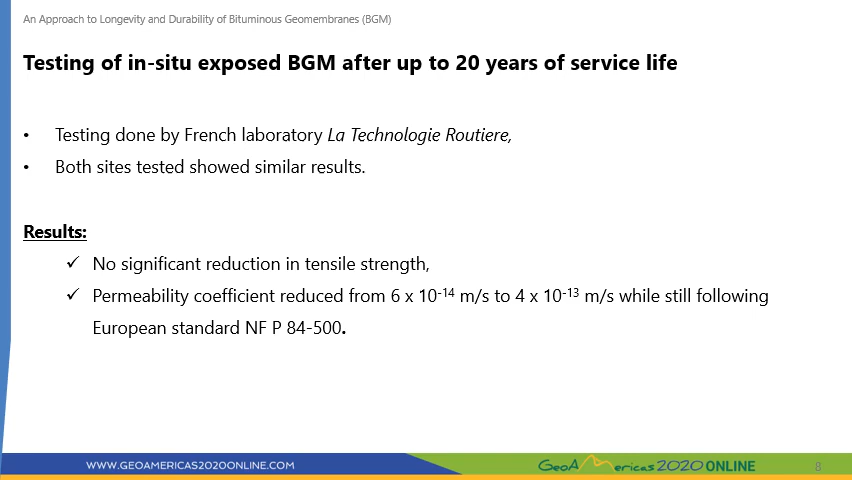 An Approach to Longevity and Durability of Bituminous Geomembranes (BGM)
Testing of in-situ exposed BGM after up to 20 years of service life
• Testing done by French laboratory La Technologie Routiere,
• Both sites tested showed similar results.
Results:
✓ No significant reduction in tensile strength,
✓ Permeability coefficient reduced from 6 x 10⁻¹⁴ m/s to 4 x 10⁻¹³ m/s while still following
European standard NF P 84-500.
WWW.GEOAMERICAS2020ONLINE.COM
GeoAmericas2020 ONLINE
8